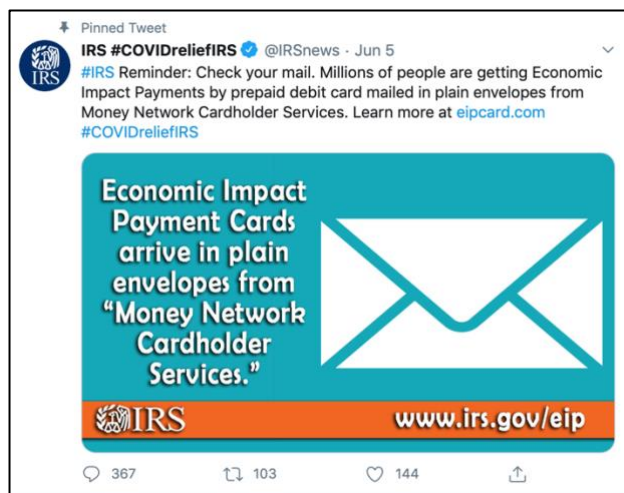 Pinned Tweet
IRS #COVIDreliefIRS @IRSnews · Jun 5
#IRS Reminder: Check your mail. Millions of people are getting Economic
Impact Payments by prepaid debit card mailed in plain envelopes from
Money Network Cardholder Services. Learn more at eipcard.com
#COVIDreliefIRS
IRS
Economic Impact
Payment Cards
arrive in plain
envelopes from
“Money Network
Cardholder
Services.”
IRS
www.irs.gov/eip
367 103 144